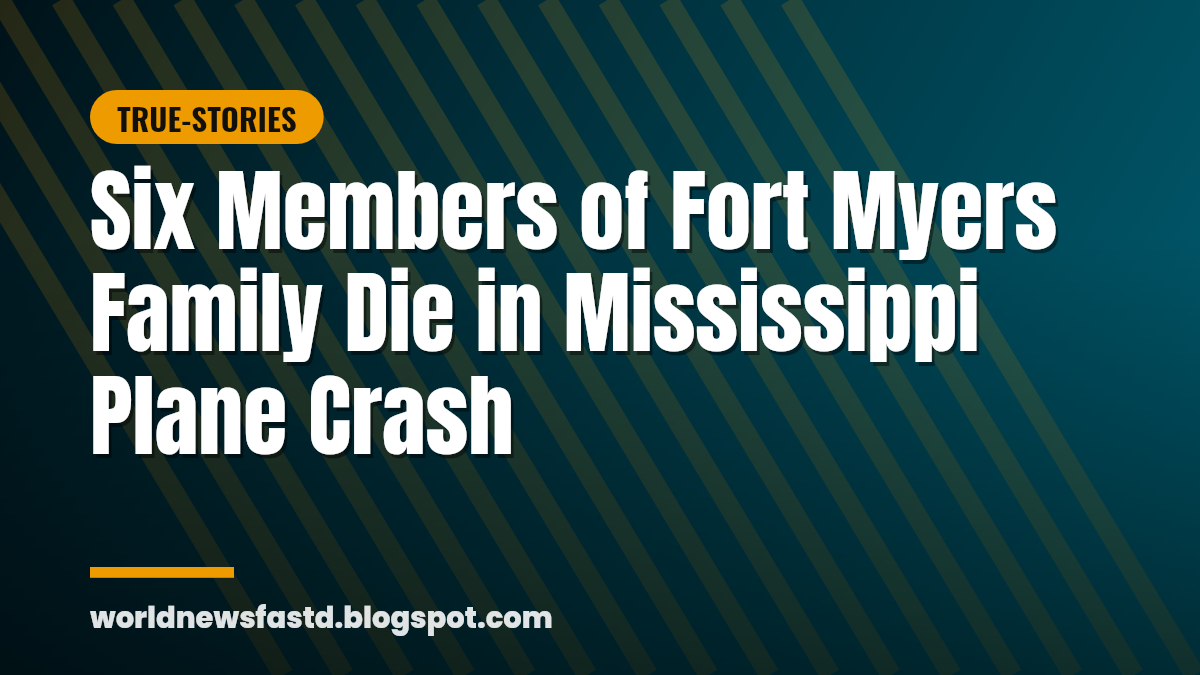 TRUE-STORIES
Six Members of Fort Myers
Family Die in Mississippi
Plane Crash
worldnewsfastd.blogspot.com